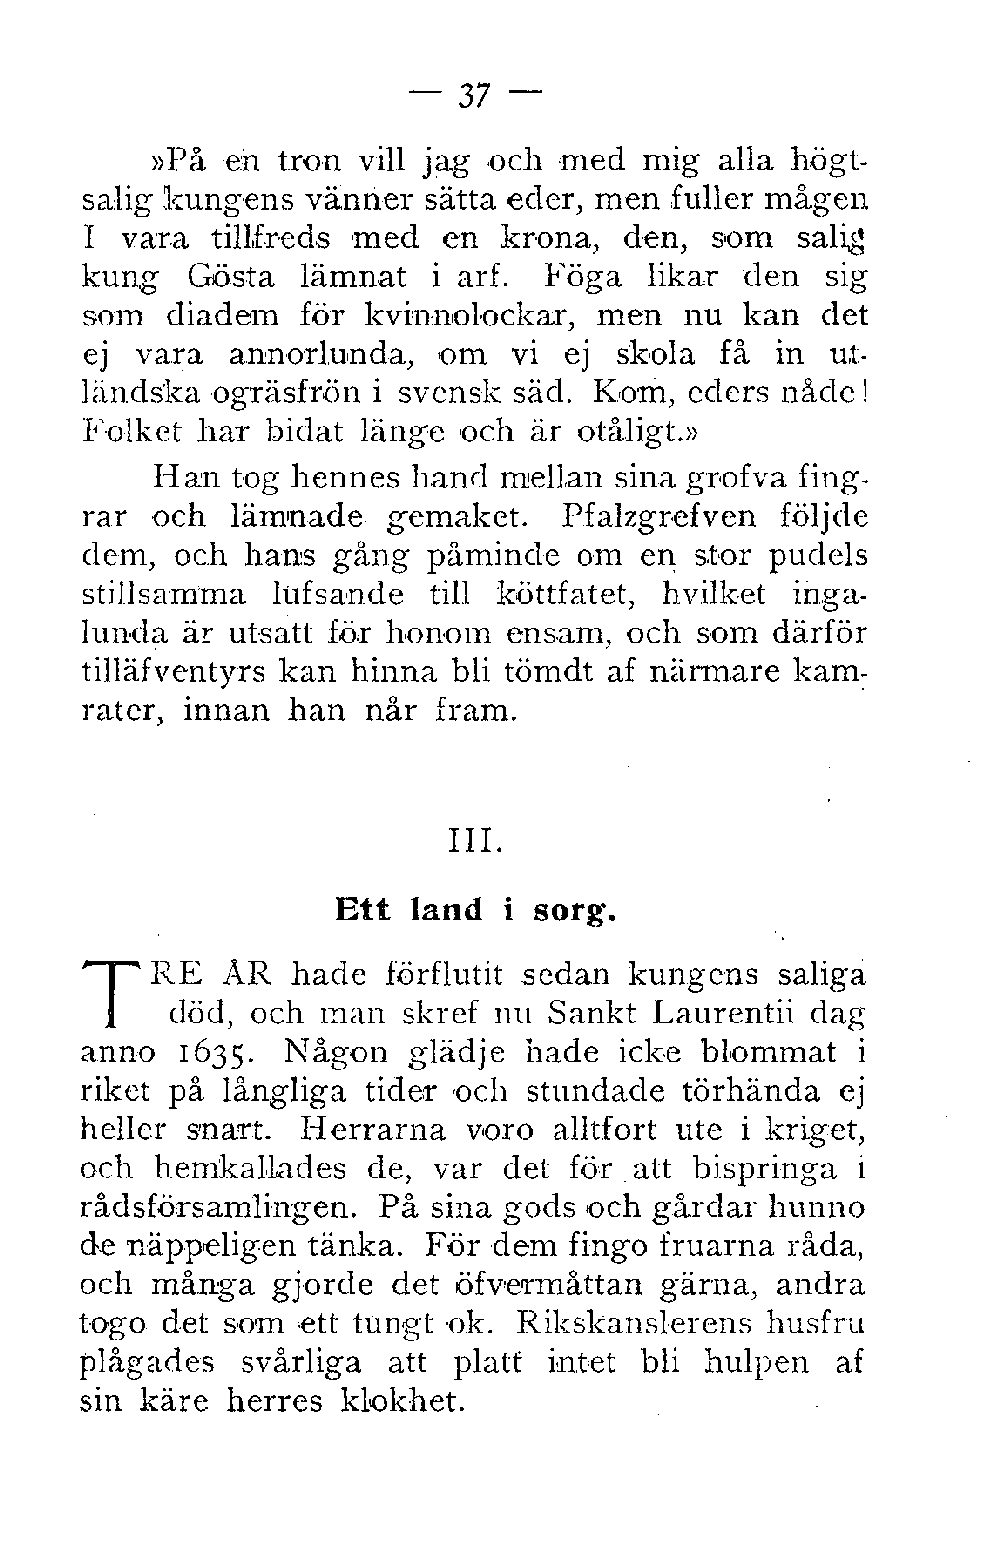 — 37 —
»På en tron vill jag och med mig alla högt-
salig kungens vänner sätta eder, men fuller mågen
I vara tillfreds med en krona, den, som salig
kung Gösta lämnat i arf. Föga likar den sig
som diadem för kvinnolockar, men nu kan det
ej vara annorlunda, om vi ej skola få in ut-
ländska ogräsfrön i svensk säd. Kom, eders nåde!
Folket har bidat länge och är otåligt.»
Han tog hennes hand mellan sina grofva fing-
rar och lämnade gemaket. Pfalzgrefven följde
dem, och hans gång påminde om en stor pudels
stillsamma lufsande till köttfatet, hvilket inga-
lunda är utsatt för honom ensam, och som därför
tilläfventyrs kan hinna bli tömdt af närmare kam-
rater, innan han når fram.
III.
Ett land i sorg.
TRE ÅR hade förflutit sedan kungens saliga
död, och man skref nu Sankt Laurentii dag
anno 1635. Någon glädje hade icke blommat i
riket på långliga tider och stundade törhända ej
heller snart. Herrarna voro alltfort ute i kriget,
och hemkallades de, var det för att bispringa i
rådsförsamlingen. På sina gods och gårdar hunno
de näppeligen tänka. För dem fingo fruarna råda,
och många gjorde det öfvermåttan gärna, andra
togo det som ett tungt ok. Rikskanslerens husfru
plågades svårliga att platt intet bli hulpen af
sin käre herres klokhet.